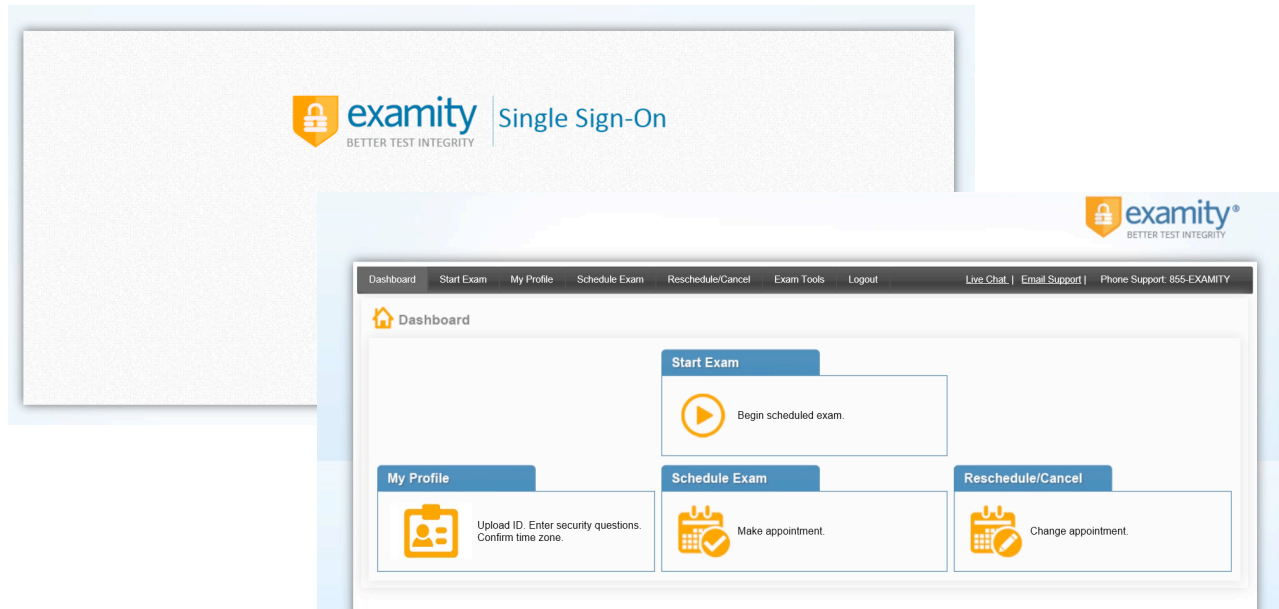 examity
BETTER TEST INTEGRITY
Single Sign-On
examity®
BETTER TEST INTEGRITY
Dashboard Start Exam My Profile Schedule Exam Reschedule/Cancel Exam Tools Logout Live Chat | Email Support | Phone Support: 855-EXAMITY
Dashboard
Start Exam
Begin scheduled exam.
My Profile
Upload ID. Enter security questions.
Confirm time zone.
Schedule Exam
Make appointment.
Reschedule/Cancel
Change appointment.